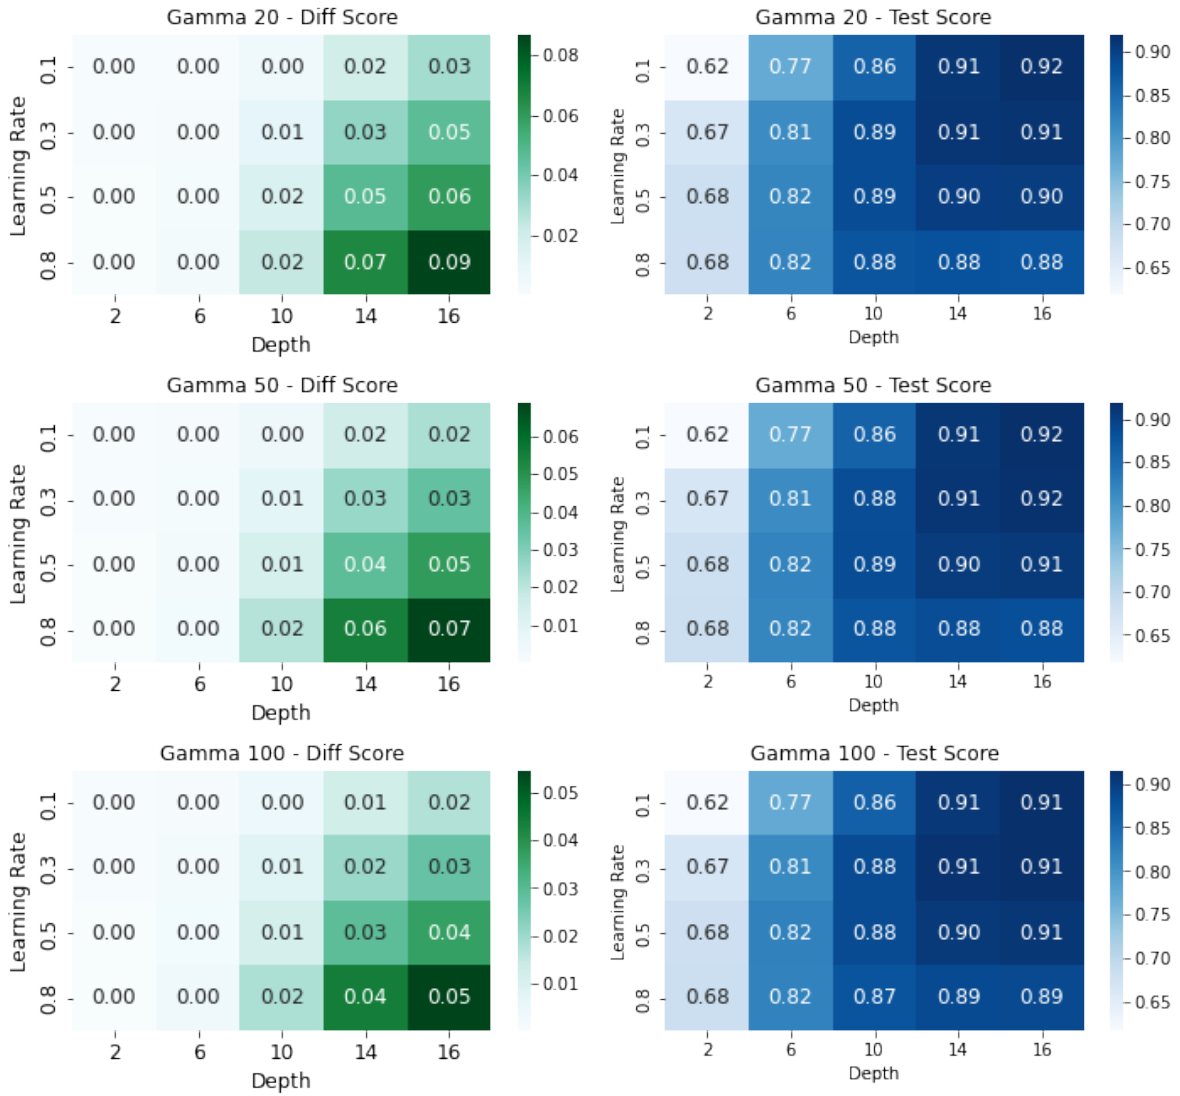 Gamma 20 - Diff Score
Learning Rate
0.1 0.00 0.00 0.00 0.02 0.03
0.3 0.00 0.00 0.01 0.03 0.05
0.5 0.00 0.00 0.02 0.05 0.06
0.8 0.00 0.00 0.02 0.07 0.09
2 6 10 14 16
Depth
0.08
0.06
0.04
0.02
Gamma 20 - Test Score
Learning Rate
0.1 0.62 0.77 0.86 0.91 0.92
0.3 0.67 0.81 0.89 0.91 0.91
0.5 0.68 0.82 0.89 0.90 0.90
0.8 0.68 0.82 0.88 0.88 0.88
2 6 10 14 16
Depth
0.90
0.85
0.80
0.75
0.70
0.65
Gamma 50 - Diff Score
Learning Rate
0.1 0.00 0.00 0.00 0.02 0.02
0.3 0.00 0.00 0.01 0.03 0.03
0.5 0.00 0.00 0.01 0.04 0.05
0.8 0.00 0.00 0.02 0.06 0.07
2 6 10 14 16
Depth
0.06
0.05
0.04
0.03
0.02
0.01
Gamma 50 - Test Score
Learning Rate
0.1 0.62 0.77 0.86 0.91 0.92
0.3 0.67 0.81 0.88 0.91 0.92
0.5 0.68 0.82 0.89 0.90 0.91
0.8 0.68 0.82 0.88 0.88 0.88
2 6 10 14 16
Depth
0.90
0.85
0.80
0.75
0.70
0.65
Gamma 100 - Diff Score
Learning Rate
0.1 0.00 0.00 0.00 0.01 0.02
0.3 0.00 0.00 0.01 0.02 0.03
0.5 0.00 0.00 0.01 0.03 0.04
0.8 0.00 0.00 0.02 0.04 0.05
2 6 10 14 16
Depth
0.05
0.04
0.03
0.02
0.01
Gamma 100 - Test Score
Learning Rate
0.1 0.62 0.77 0.86 0.91 0.91
0.3 0.67 0.81 0.88 0.91 0.91
0.5 0.68 0.82 0.88 0.90 0.91
0.8 0.68 0.82 0.87 0.89 0.89
2 6 10 14 16
Depth
0.90
0.85
0.80
0.75
0.70
0.65